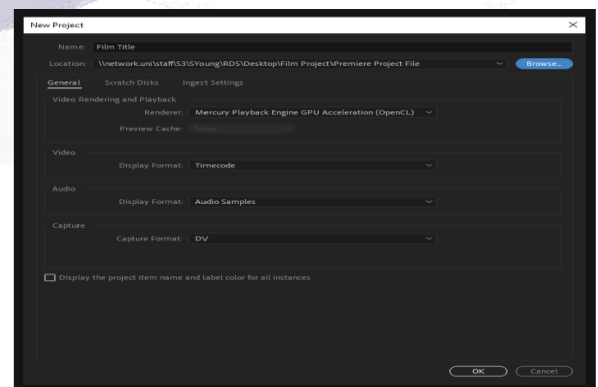 New Project
Name: Film Title
Location: \\network.uni\staff\S3\SYoung\RDS\Desktop\Film Project\Premiere Project File Browse...
General Scratch Disks Ingest Settings
Video Rendering and Playback
Renderer: Mercury Playback Engine GPU Acceleration (OpenCL)
Preview Cache: None
Video
Display Format: Timecode
Audio
Display Format: Audio Samples
Capture
Capture Format: DV
Display the project item name and label color for all instances
OK Cancel